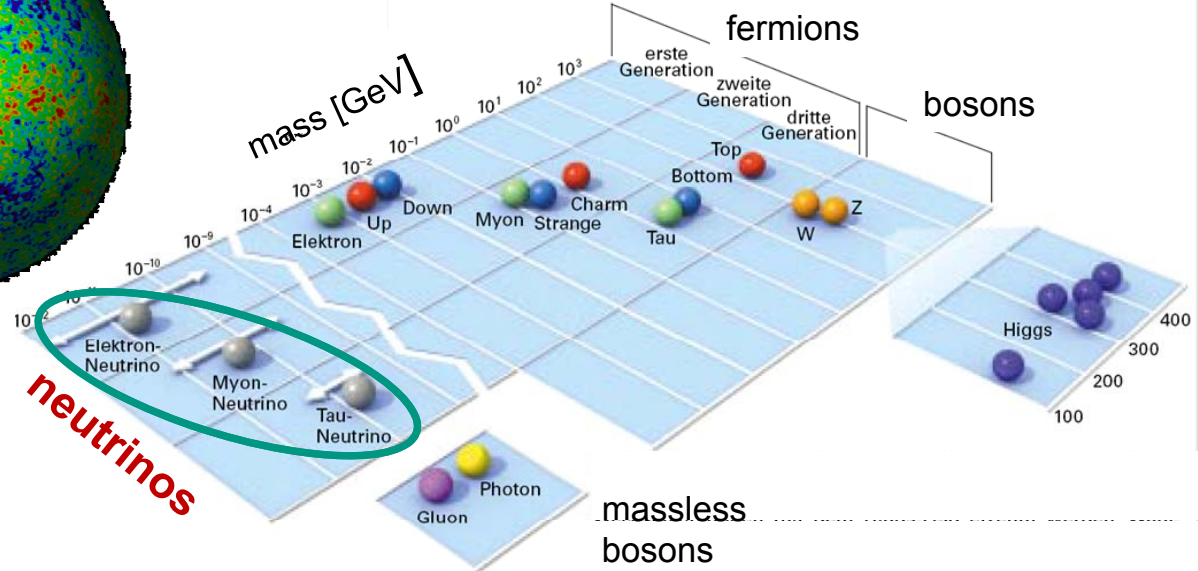 fermions
erste
Generation
zweite
Generation
dritte
Generation
bosons
mass [GeV]
10³
10²
10¹
10⁰
10⁻¹
10⁻²
10⁻³
10⁻⁴
10⁻⁹
10⁻¹⁰
Top
Bottom
Charm
Down
Up
Elektron
Myon
Strange
Tau
W
Z
Higgs
400
300
200
100
Elektron-
Neutrino
Myon-
Neutrino
Tau-
Neutrino
neutrinos
Photon
Gluon
massless
bosons